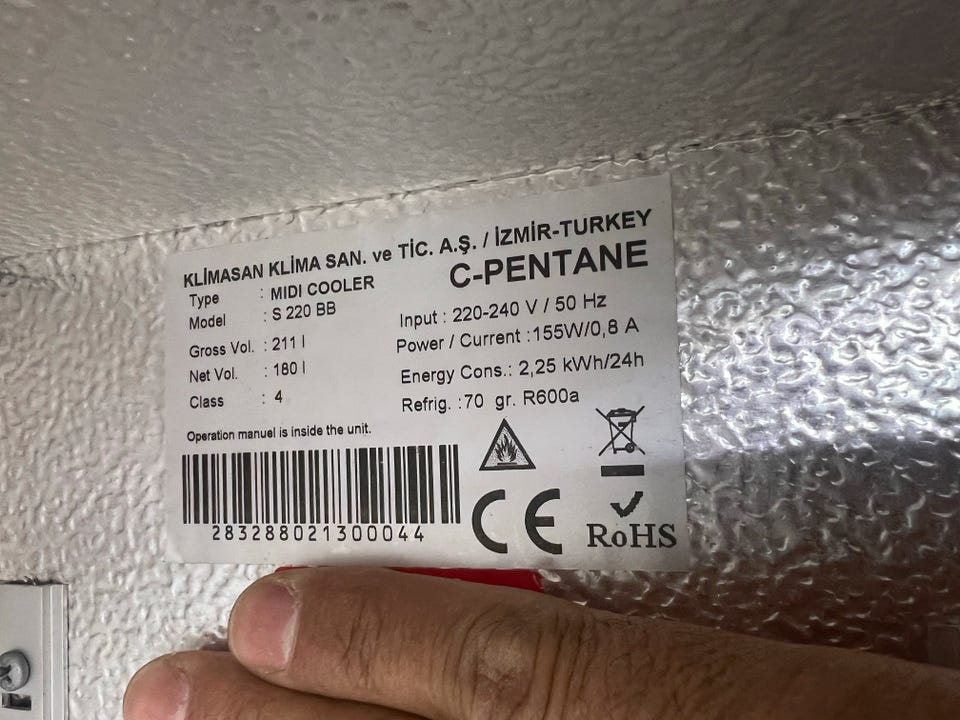 KLİMASAN KLİMA SAN. ve TİC. A.Ş. / İZMİR-TURKEY
C-PENTANE
Type : MIDI COOLER
Model : S 220 BB
Gross Vol. : 211 l
Net Vol. : 180 l
Class : 4
Input : 220-240 V / 50 Hz
Power / Current :155W/0,8 A
Energy Cons.: 2,25 kWh/24h
Refrig. :70 gr. R600a
Operation manuel is inside the unit.
283288021300044
CE
RoHS